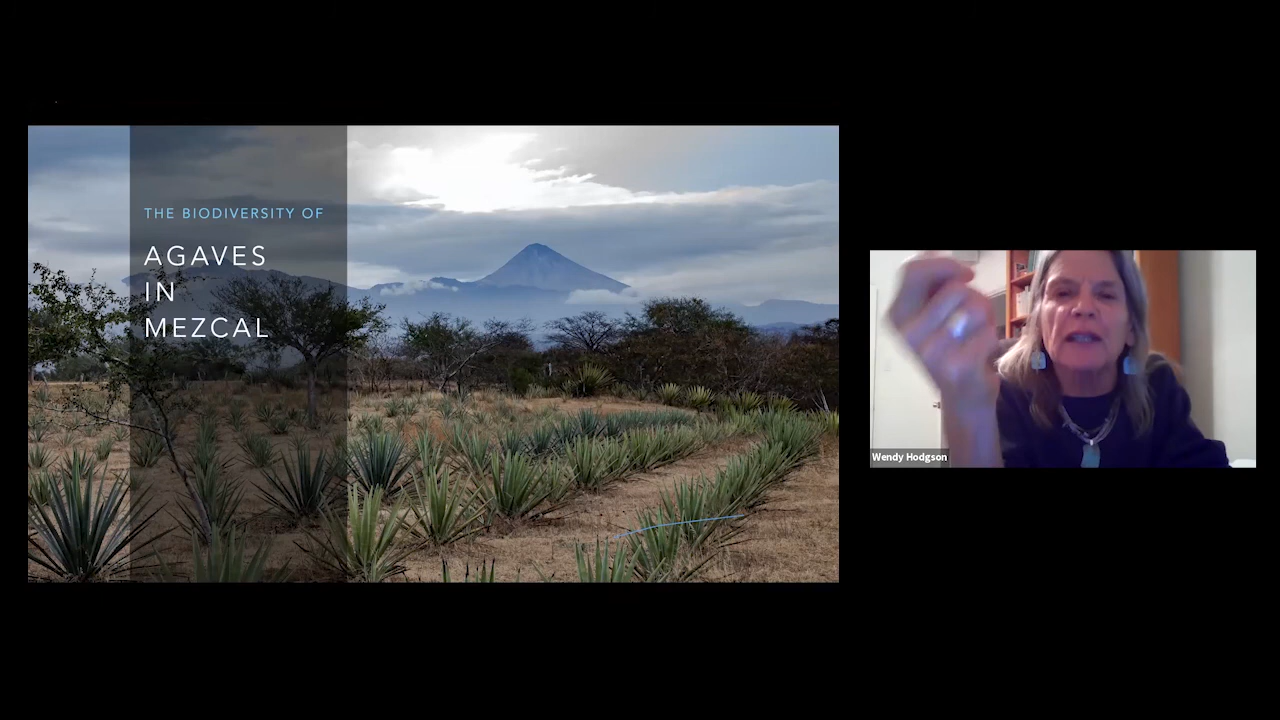 THE BIODIVERSITY OF
AGAVES
IN
MEZCAL
Wendy Hodgson